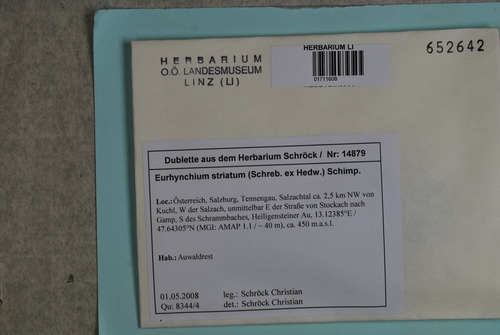 HERBARIUM
O.Ö. LANDESMUSEUM
LINZ (LI)
HERBARIUM LI
01711608
652642
Dublette aus dem Herbarium Schröck / Nr: 14879
Eurhynchium striatum (Schreb. ex Hedw.) Schimp.
Loc.:Österreich, Salzburg, Tennengau, Salzachtal ca. 2,5 km NW von
Kuchl, W der Salzach, unmittelbar E der Straße von Stockach nach
Gamp, S des Schrammbaches, Heiligensteiner Au, 13.12385°E /
47.64305°N (MGI: AMAP 1.1 / ~ 40 m), ca. 450 m.a.s.l.
Hab.: Auwaldrest
01.05.2008 leg.: Schröck Christian
Qu: 8344/4 det.: Schröck Christian